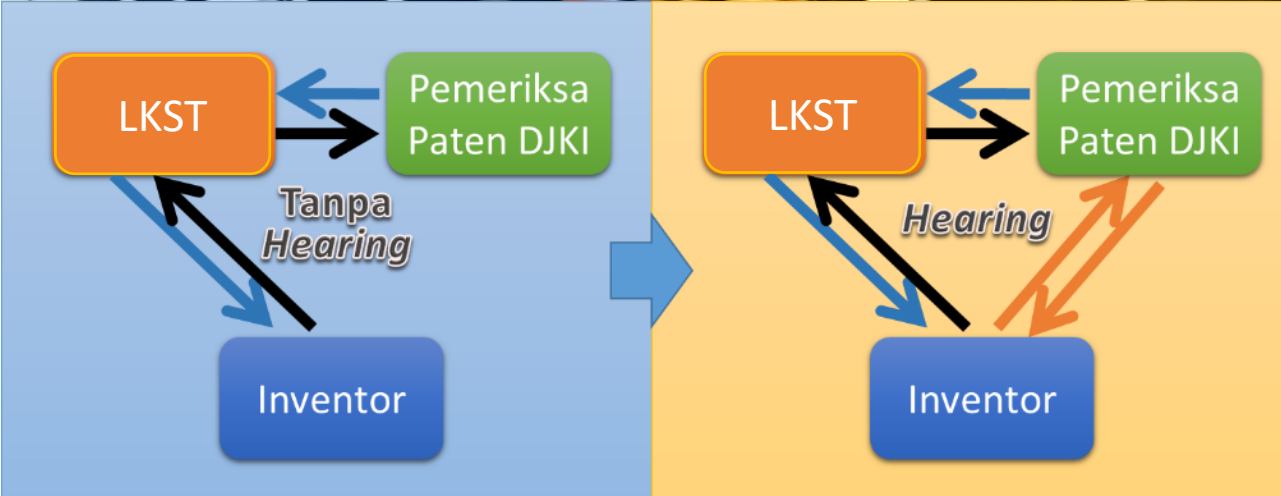 LKST
Pemeriksa
Paten DJKI
Tanpa
Hearing
Inventor
LKST
Pemeriksa
Paten DJKI
Hearing
Inventor